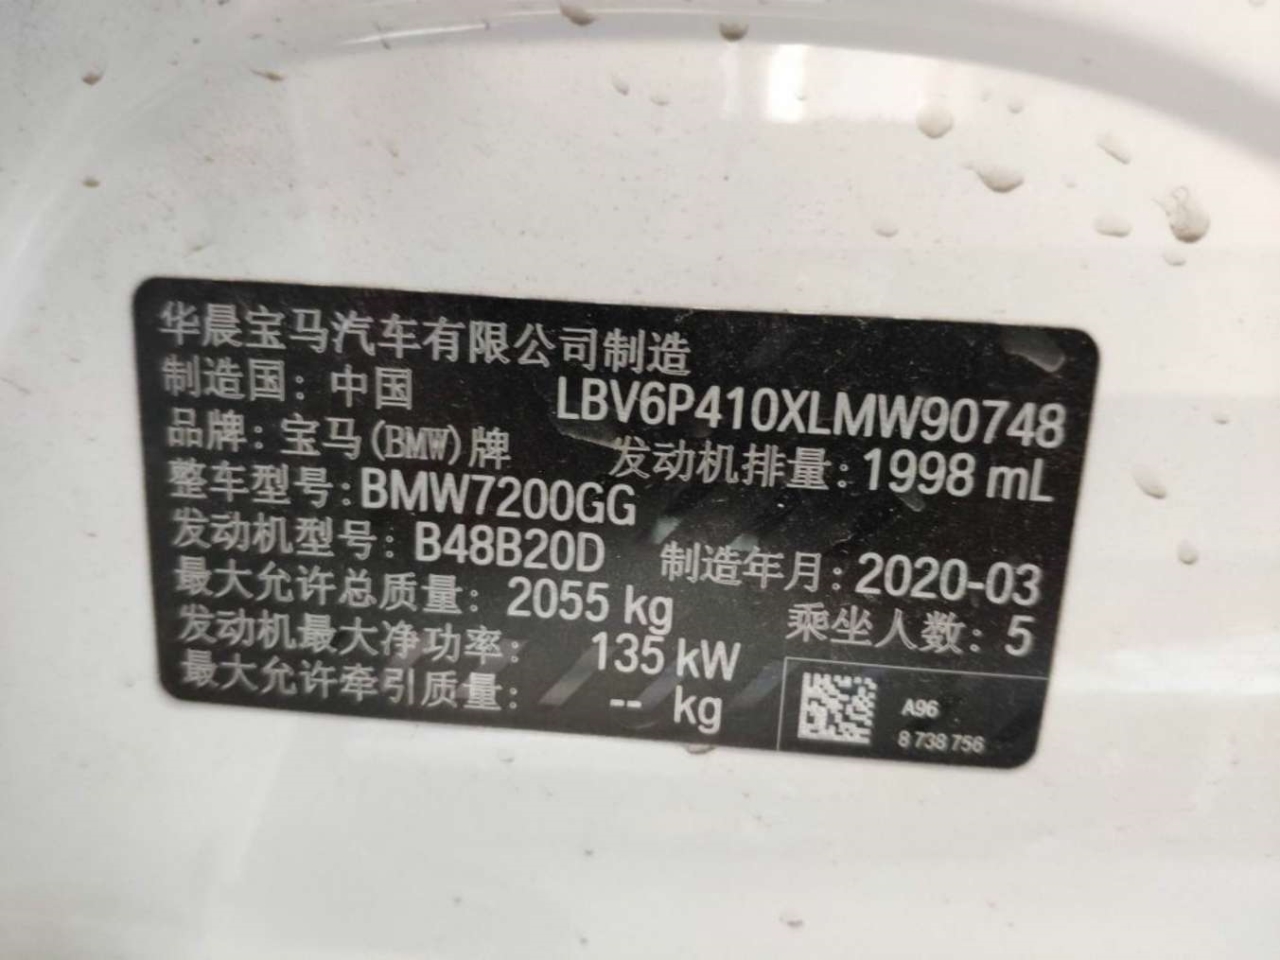 华晨宝马汽车有限公司制造
制造国：中国 LBV6P410XLMW90748
品牌：宝马(BMW)牌 发动机排量：1998 mL
整车型号：BMW7200GG
发动机型号：B48B20D 制造年月：2020-03
最大允许总质量：2055 kg 乘坐人数：5
发动机最大净功率：135 kW
最大允许牵引质量：-- kg
A96
8 738 756